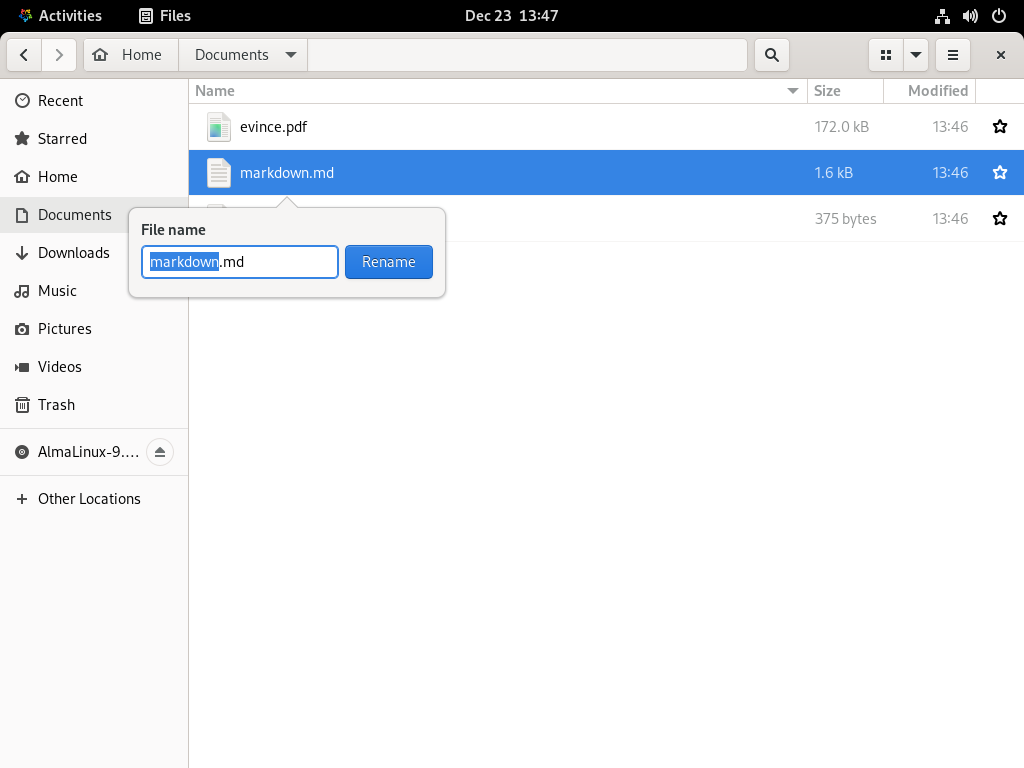 Activities Files Dec 23 13:47
Home Documents
Name Size Modified
evince.pdf 172.0 kB 13:46
markdown.md 1.6 kB 13:46
375 bytes 13:46
Recent
Starred
Home
Documents
Downloads
Music
Pictures
Videos
Trash
AlmaLinux-9....
Other Locations
File name
markdown.md Rename